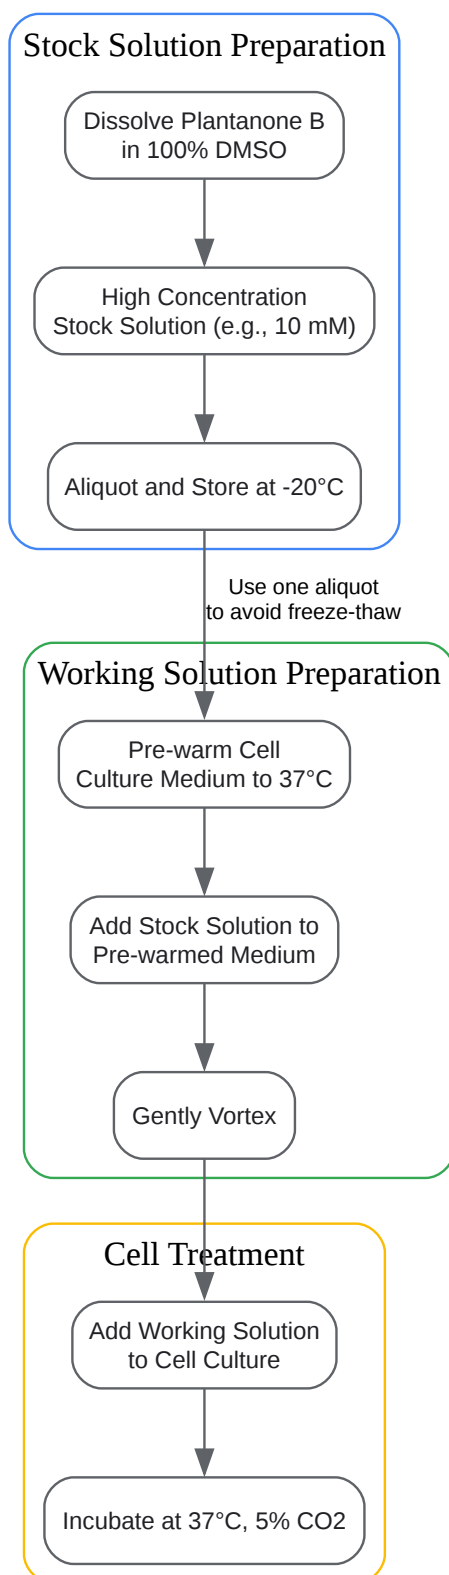 Stock Solution Preparation
Dissolve Plantanone B
in 100% DMSO
High Concentration
Stock Solution (e.g., 10 mM)
Aliquot and Store at -20°C
Use one aliquot
to avoid freeze-thaw
Working Solution Preparation
Pre-warm Cell
Culture Medium to 37°C
Add Stock Solution to
Pre-warmed Medium
Gently Vortex
Cell Treatment
Add Working Solution
to Cell Culture
Incubate at 37°C, 5% CO2